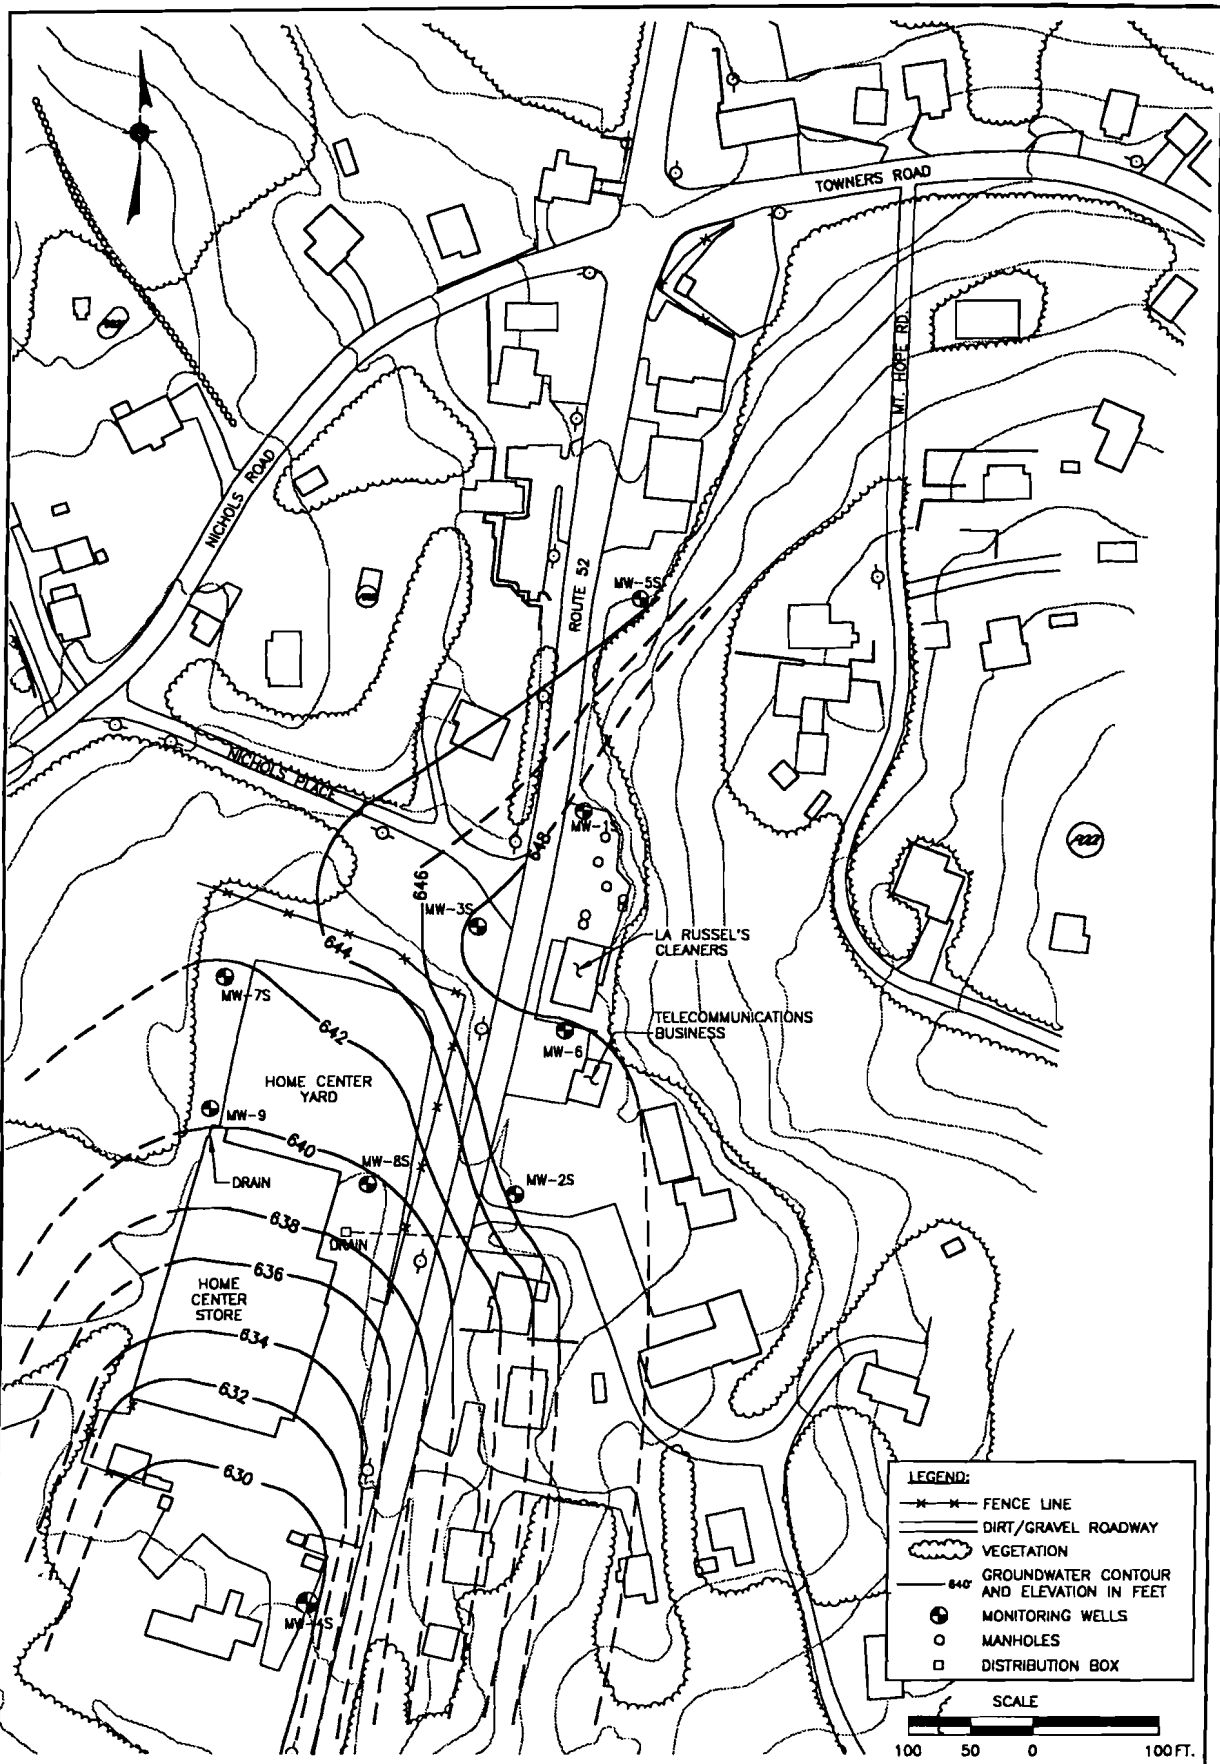 TOWNERS ROAD
MT. HOPE RD.
NICHOLS ROAD
ROUTE 52
MW-5S
NICHOLS PLACE
MW-1S
648
646
MW-3S
LA RUSSEL'S
CLEANERS
644
MW-7S
TELECOMMUNICATIONS
BUSINESS
642
MW-6
HOME CENTER
YARD
MW-9
640
MW-8S
DRAIN
MW-2S
638
DRAIN
636
HOME
CENTER
STORE
634
632
630
MW-4S
POOL
LEGEND:
FENCE LINE
DIRT/GRAVEL ROADWAY
VEGETATION
640'
GROUNDWATER CONTOUR
AND ELEVATION IN FEET
MONITORING WELLS
MANHOLES
DISTRIBUTION BOX
SCALE
100 50 0 100 FT.